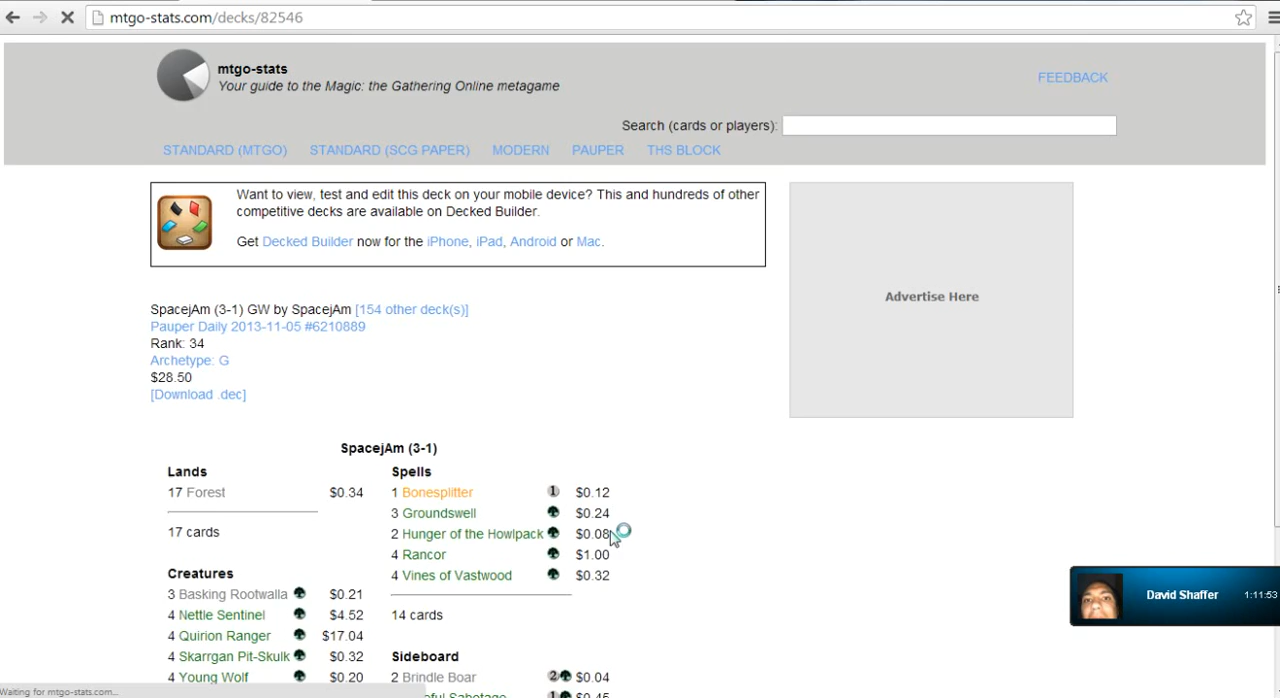 mtgo-stats.com/decks/82546
mtgo-stats
Your guide to the Magic: the Gathering Online metagame
FEEDBACK
Search (cards or players):
STANDARD (MTGO) STANDARD (SCG PAPER) MODERN PAUPER THS BLOCK
Want to view, test and edit this deck on your mobile device? This and hundreds of other
competitive decks are available on Decked Builder.
Get Decked Builder now for the iPhone, iPad, Android or Mac.
Advertise Here
SpacejAm (3-1) GW by SpacejAm [154 other deck(s)]
Pauper Daily 2013-11-05 #6210889
Rank: 34
Archetype: G
$28.50
[Download .dec]
SpacejAm (3-1)
Lands
17 Forest $0.34
17 cards
Creatures
3 Basking Rootwalla $0.21
4 Nettle Sentinel $4.52
4 Quirion Ranger $17.04
4 Skarrgan Pit-Skulk $0.32
4 Young Wolf $0.20
Spells
1 Bonesplitter 1 $0.12
3 Groundswell $0.24
2 Hunger of the Howlpack $0.08
4 Rancor $1.00
4 Vines of Vastwood $0.32
14 cards
Sideboard
2 Brindle Boar 2 $0.04
Sabotage 1 $0.45
David Shaffer 1:11:53
Waiting for mtgo-stats.com...